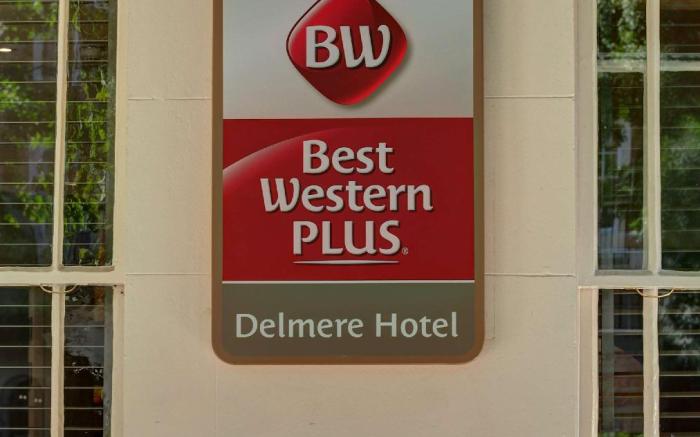 BW
Best
Western
PLUS®
Delmere Hotel